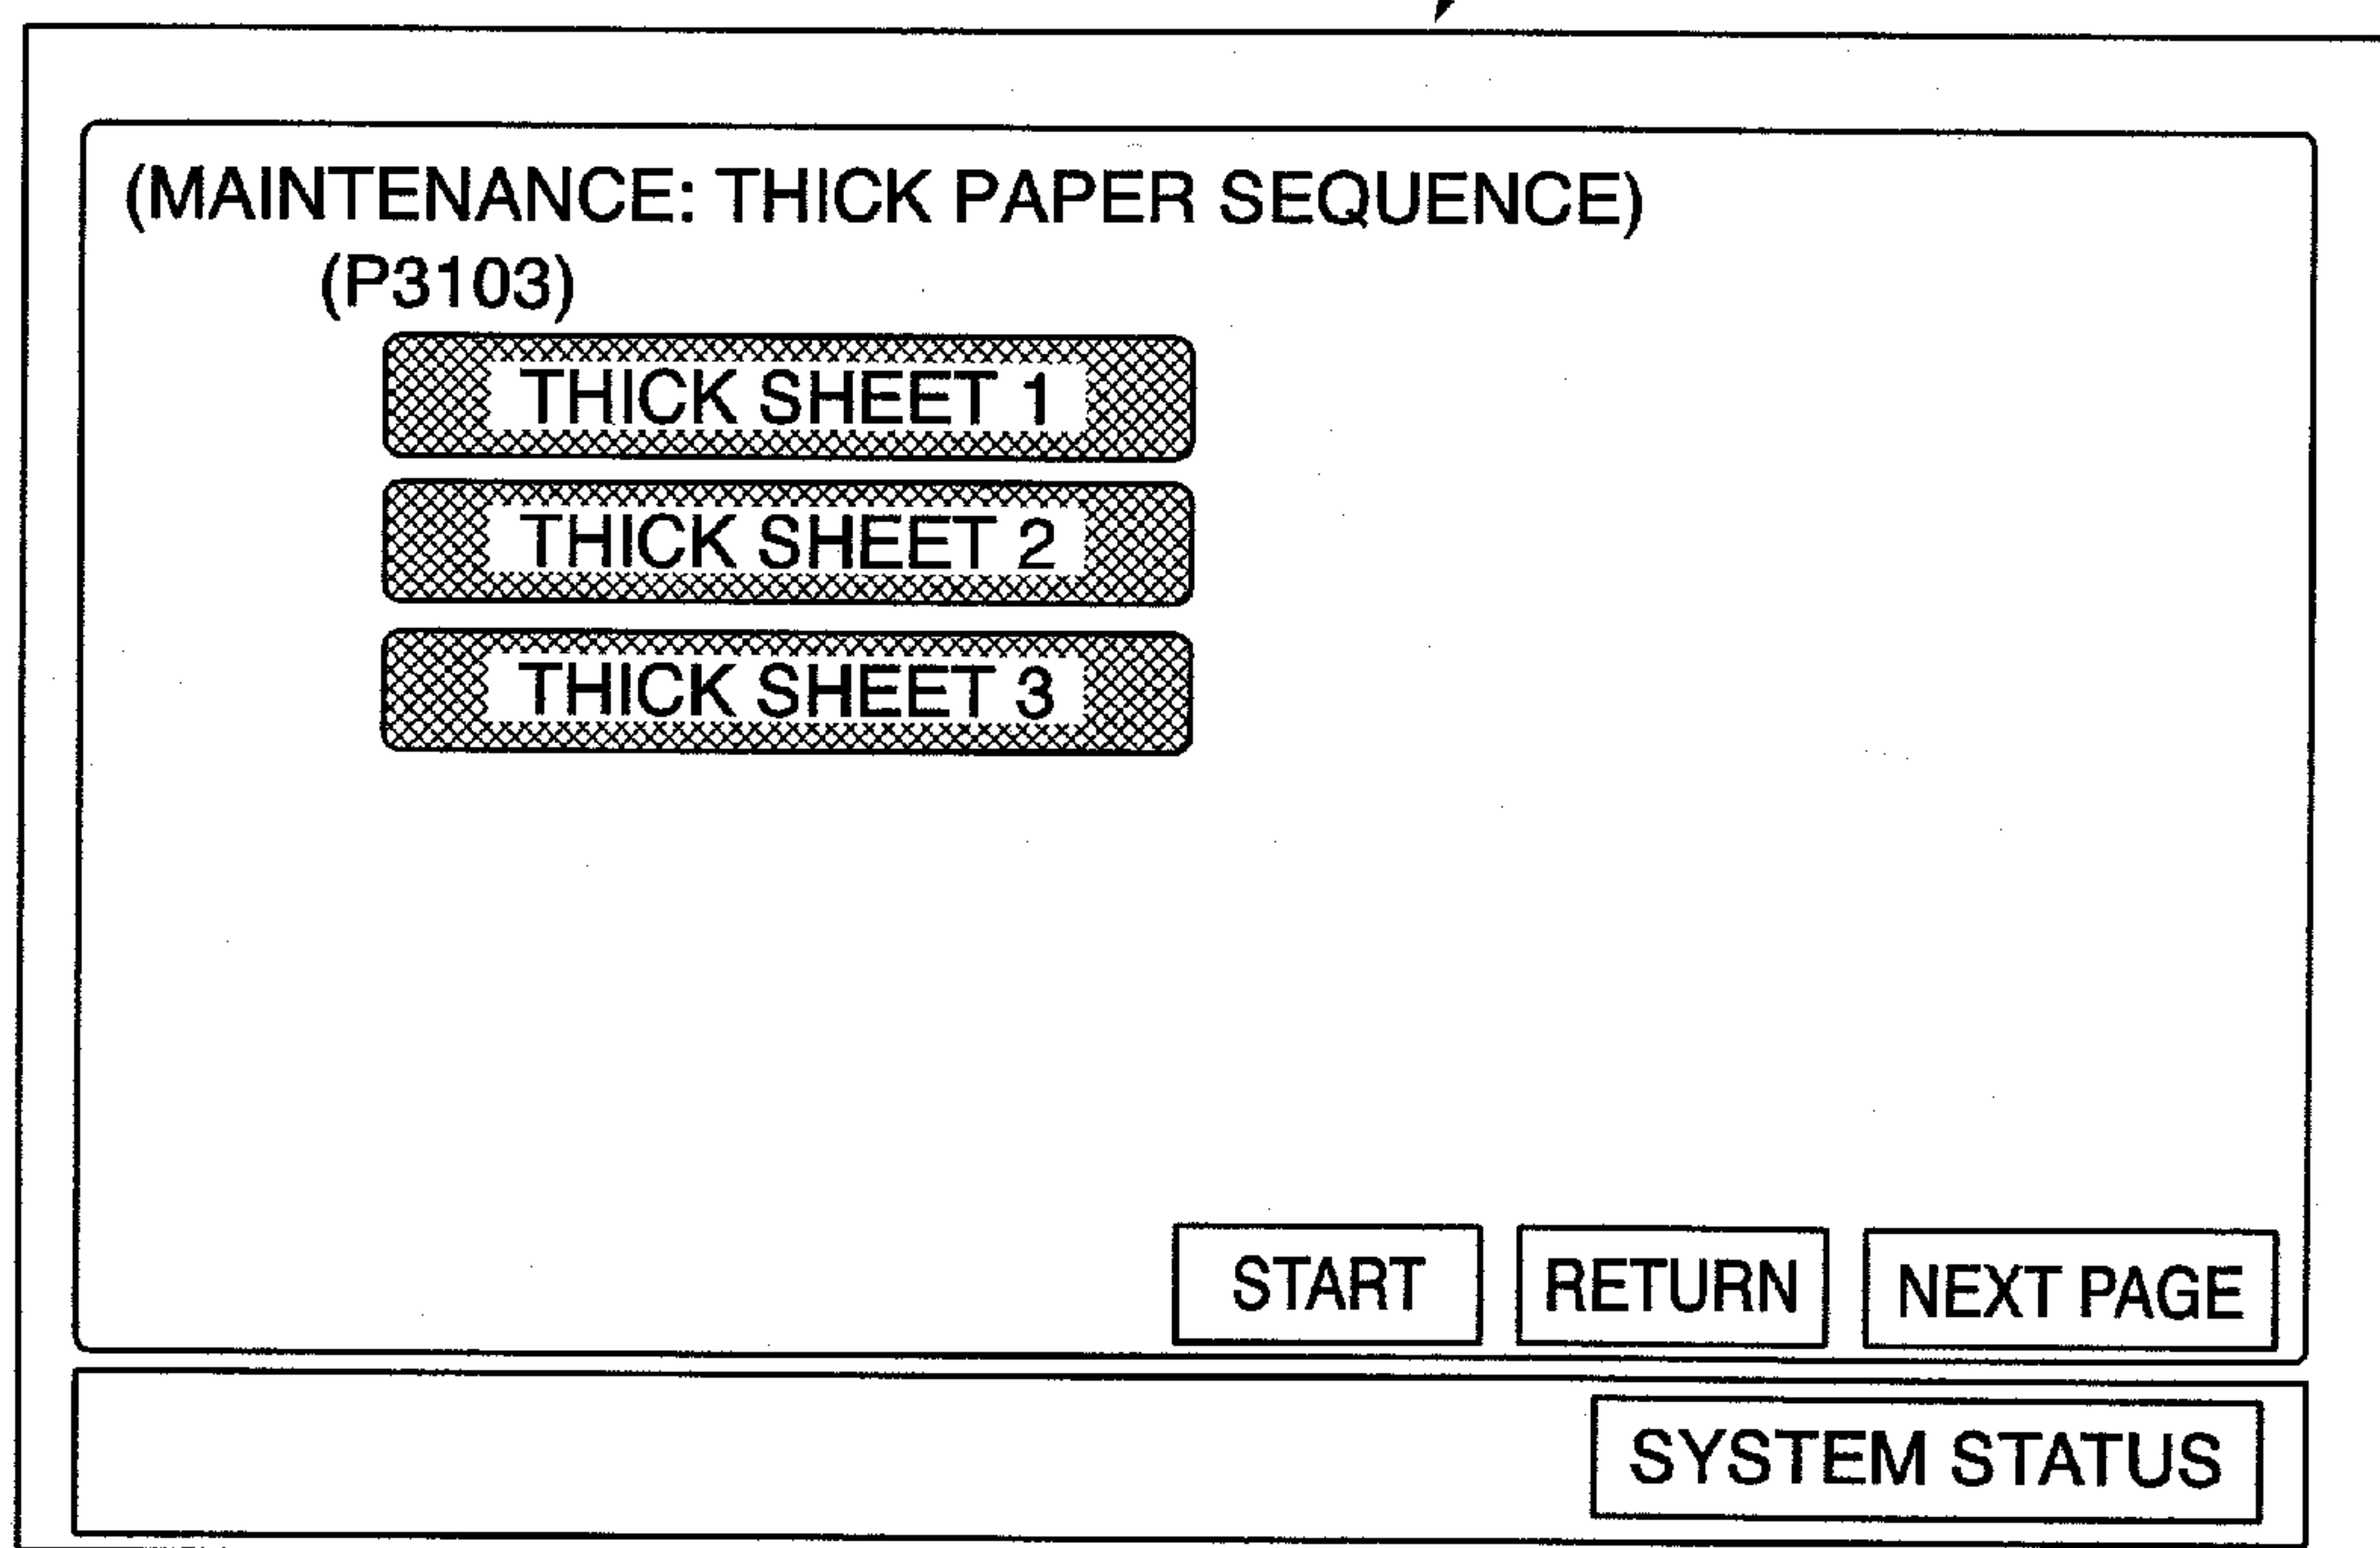 (MAINTENANCE: THICK PAPER SEQUENCE)
(P3103)
THICK SHEET 1
THICK SHEET 2
THICK SHEET 3
START RETURN NEXT PAGE
SYSTEM STATUS